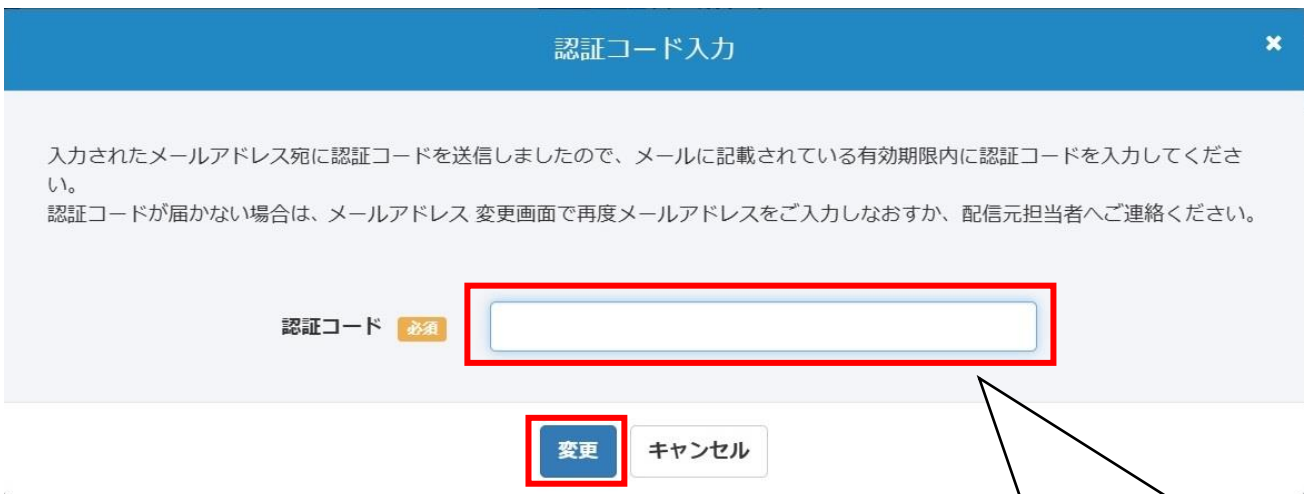 認証コード入力
入力されたメールアドレス宛に認証コードを送信しましたので、メールに記載されている有効期限内に認証コードを入力してくださ
い。
認証コードが届かない場合は、メールアドレス 変更画面で再度メールアドレスをご入力しなおすか、配信元担当者へご連絡ください。
認証コード 必須
変更 キャンセル